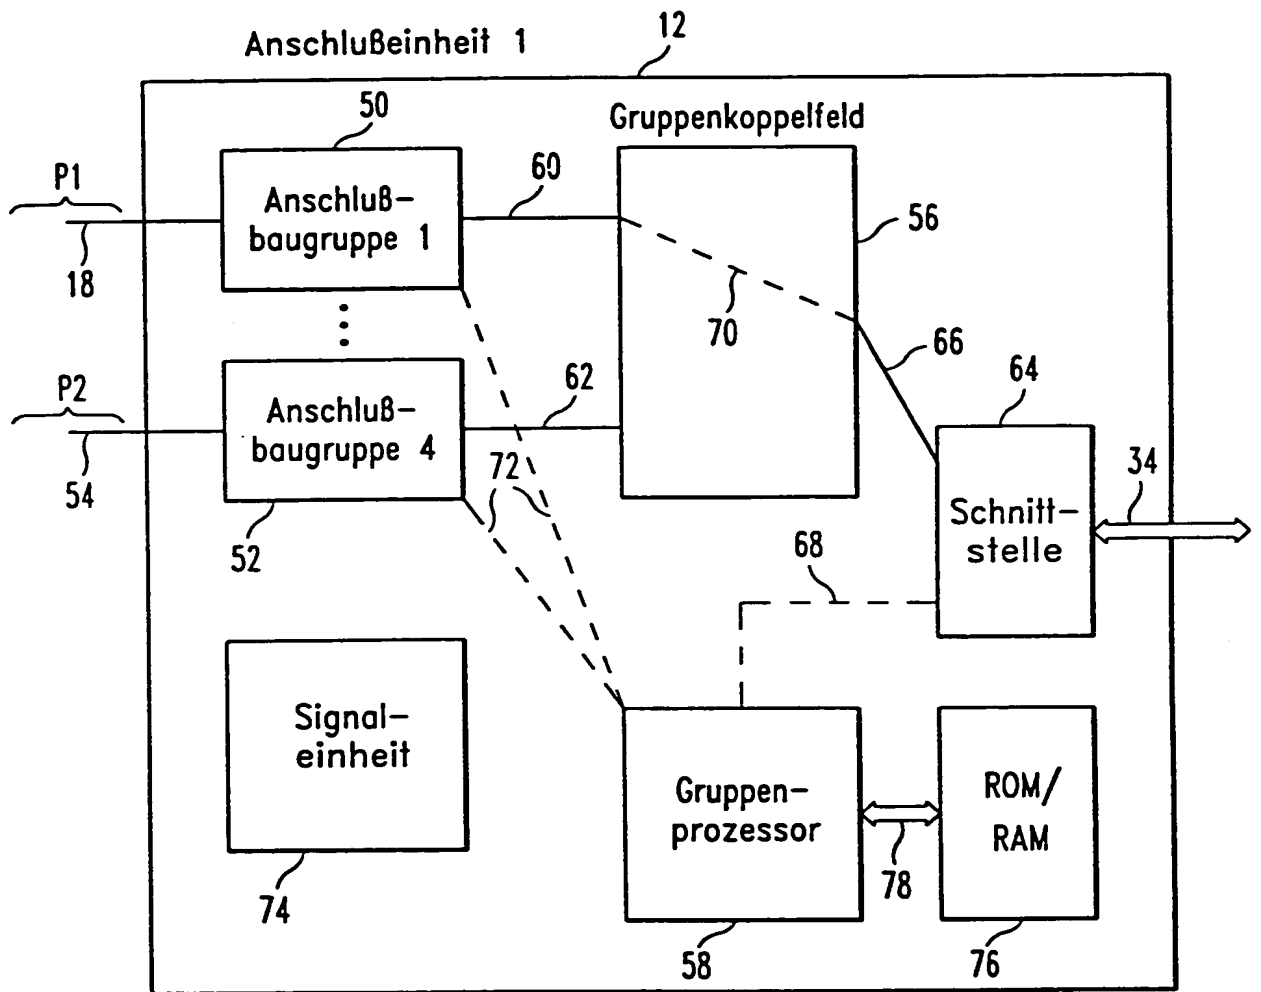 Anschlußeinheit 1
12
50
Gruppenkoppelfeld
P1
Anschluß-
baugruppe 1
60
56
18
70
66
64
P2
Anschluß-
baugruppe 4
62
54
72
34
52
Schnitt-
stelle
68
Signal-
einheit
Gruppen-
prozessor
ROM/
RAM
78
74
58
76